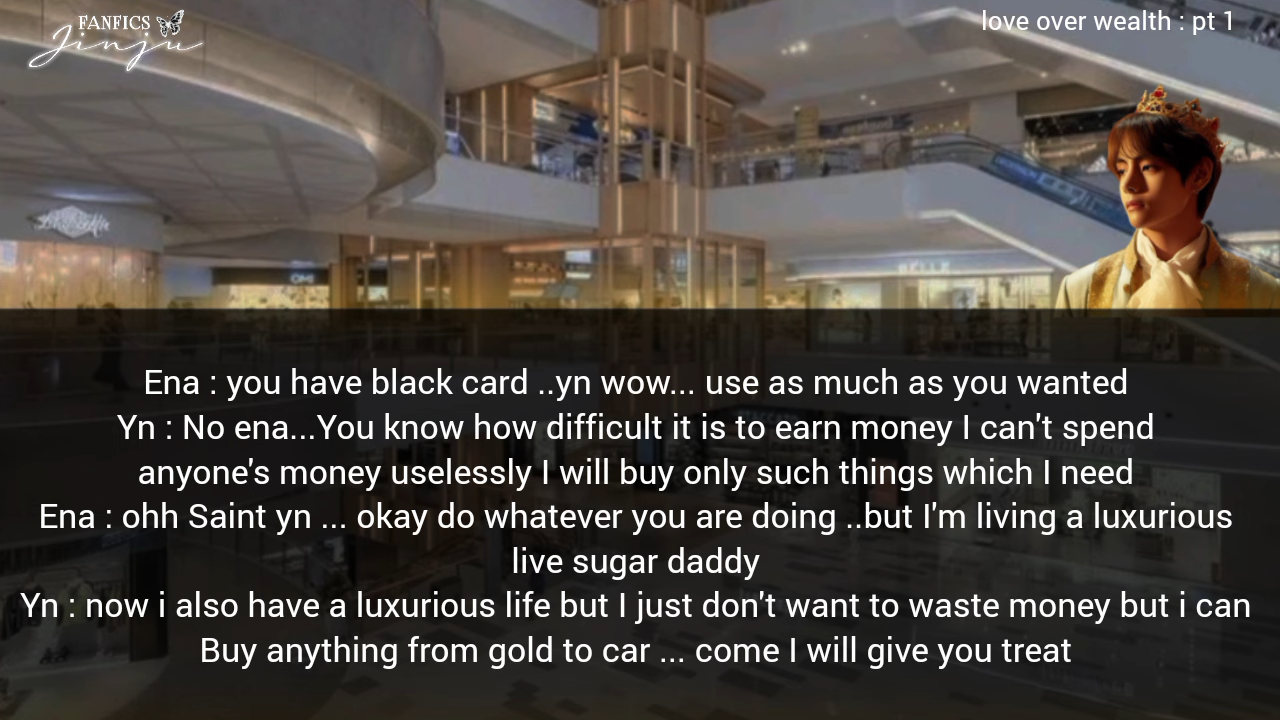 FANFICS
Jinju
love over wealth : pt 1
Ena : you have black card ..yn wow... use as much as you wanted
Yn : No ena...You know how difficult it is to earn money I can't spend
anyone's money uselessly I will buy only such things which I need
Ena : ohh Saint yn ... okay do whatever you are doing ..but I'm living a luxurious
live sugar daddy
Yn : now i also have a luxurious life but I just don't want to waste money but i can
Buy anything from gold to car ... come I will give you treat